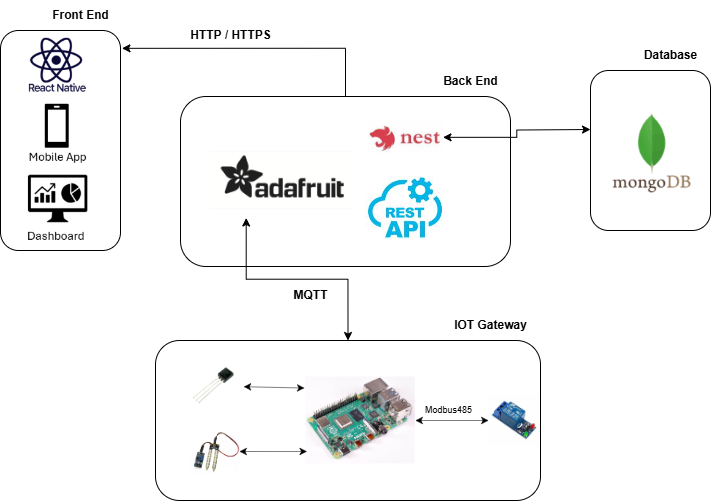 Front End
HTTP / HTTPS
React Native
Mobile App
Dashboard
Back End
nest
adafruit
REST
API
Database
mongoDB
MQTT
IOT Gateway
Modbus485